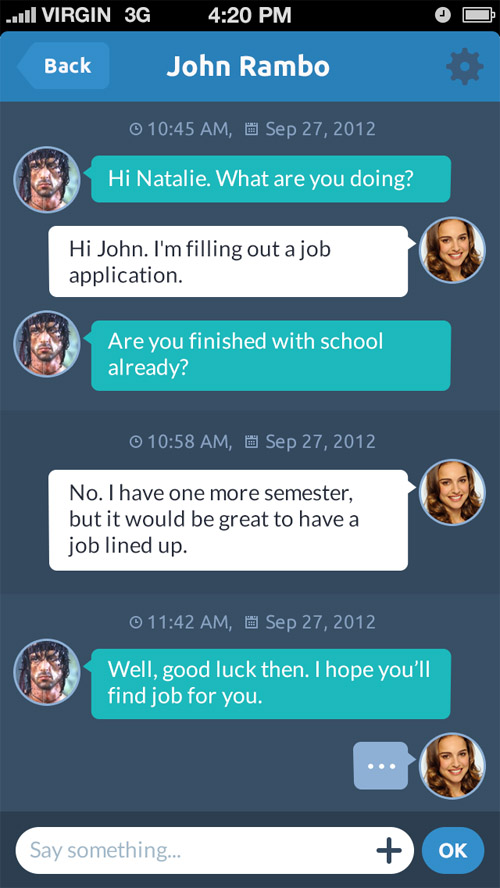 VIRGIN 3G 4:20 PM
Back John Rambo
10:45 AM, Sep 27, 2012
Hi Natalie. What are you doing?
Hi John. I'm filling out a job
application.
Are you finished with school
already?
10:58 AM, Sep 27, 2012
No. I have one more semester,
but it would be great to have a
job lined up.
11:42 AM, Sep 27, 2012
Well, good luck then. I hope you’ll
find job for you.
...
Say something... + OK